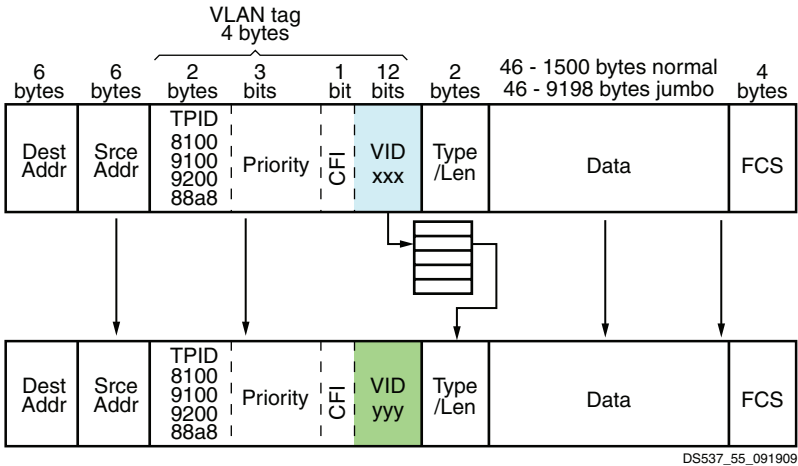 VLAN tag
4 bytes
6 bytes
6 bytes
2 bytes
3 bits
1 bit
12 bits
2 bytes
46 - 1500 bytes normal
46 - 9198 bytes jumbo
4 bytes
Dest
Addr
Srce
Addr
TPID
8100
9100
9200
88a8
Priority
CFI
VID
xxx
Type
/Len
Data
FCS
Dest
Addr
Srce
Addr
TPID
8100
9100
9200
88a8
Priority
CFI
VID
yyy
Type
/Len
Data
FCS
DS537_55_091909